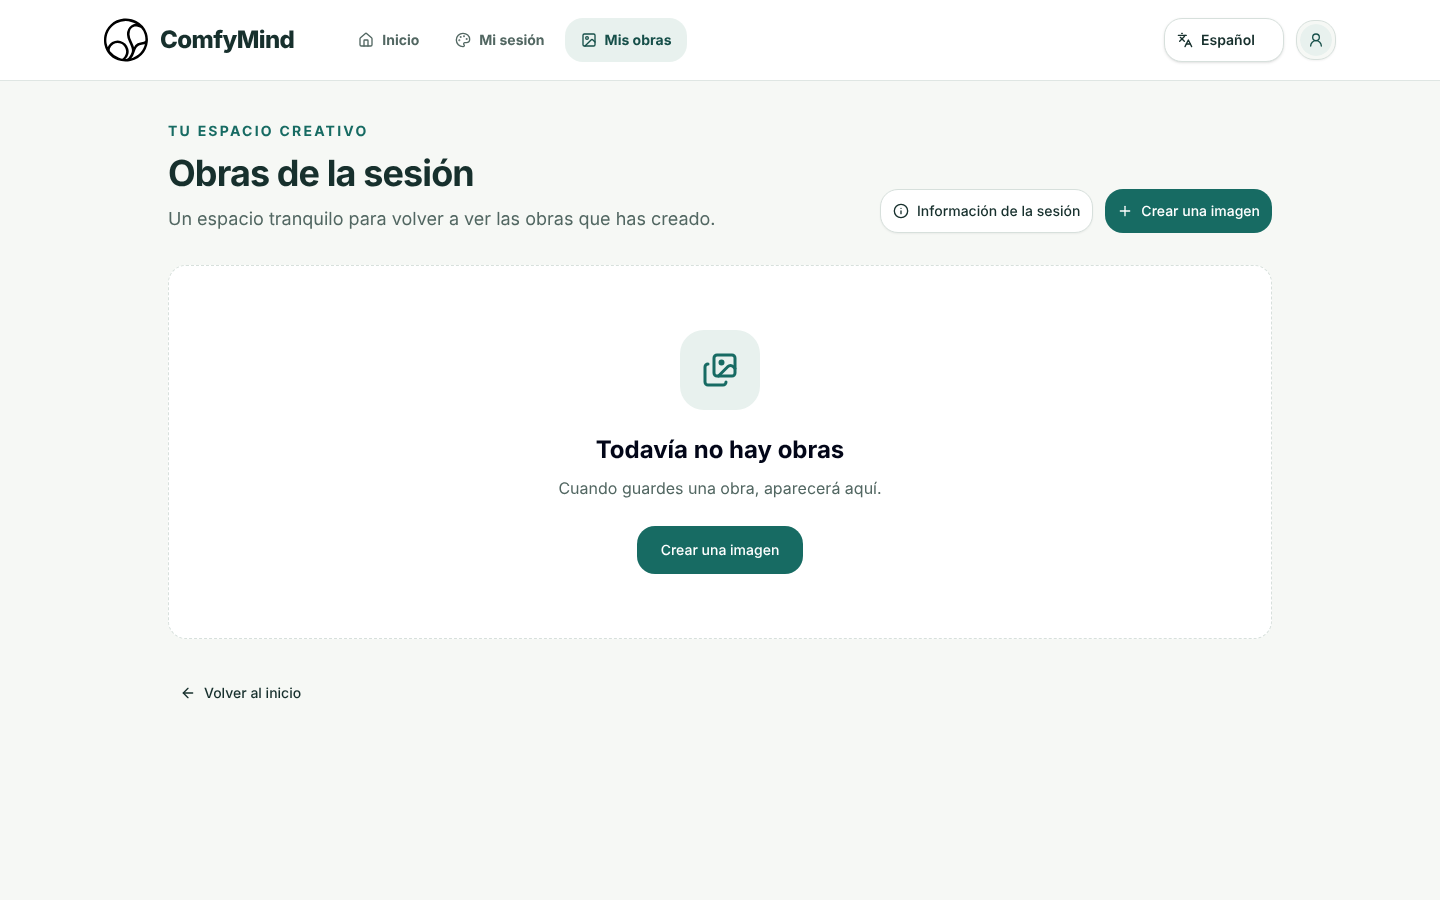 ComfyMind
Inicio
Mi sesión
Mis obras
Español
TU ESPACIO CREATIVO
Obras de la sesión
Un espacio tranquilo para volver a ver las obras que has creado.
Información de la sesión
Crear una imagen
Todavía no hay obras
Cuando guardes una obra, aparecerá aquí.
Crear una imagen
Volver al inicio